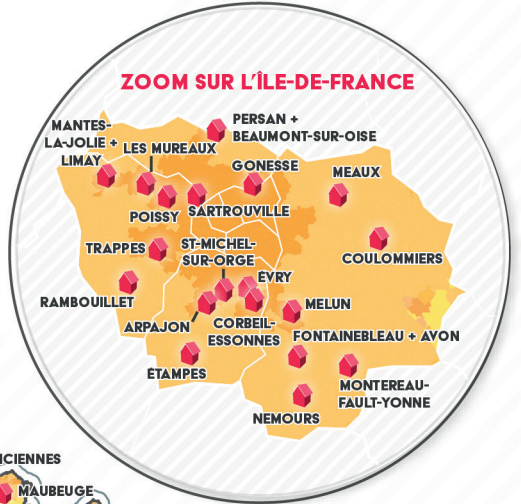 ZOOM SUR L'ÎLE-DE-FRANCE
PERSAN +
BEAUMONT-SUR-OISE
MANTES-
LA-JOLIE +
LIMAY
LES MUREAUX
GONESSE
MEAUX
POISSY
SARTROUVILLE
TRAPPES
ST-MICHEL-
SUR-ORGE
COULOMMIERS
ÉVRY
RAMBOUILLET
MELUN
ARPAJON
CORBEIL-
ESSONNES
FONTAINEBLEAU + AVON
ÉTAMPES
MONTEREAU-
FAULT-YONNE
NEMOURS
CIENNES
MAUBEUGE